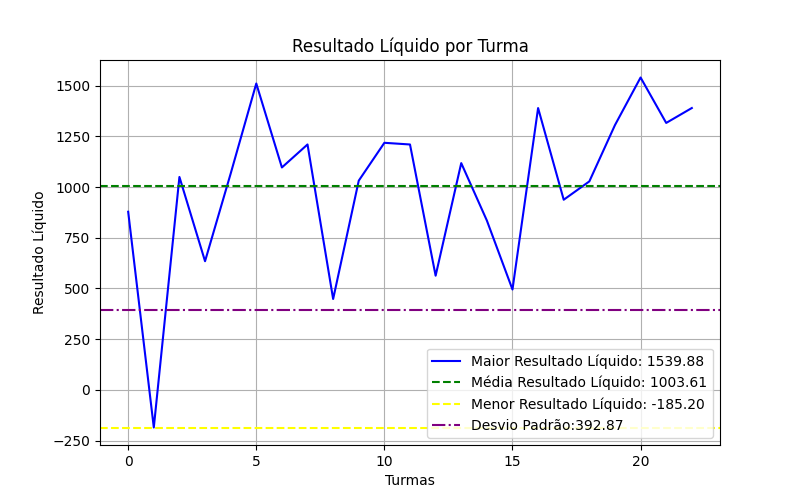 Resultado Líquido por Turma
Resultado Líquido
1500
1250
1000
750
500
250
0
−250
Maior Resultado Líquido: 1539.88
Média Resultado Líquido: 1003.61
Menor Resultado Líquido: -185.20
Desvio Padrão:392.87
0 5 10 15 20
Turmas